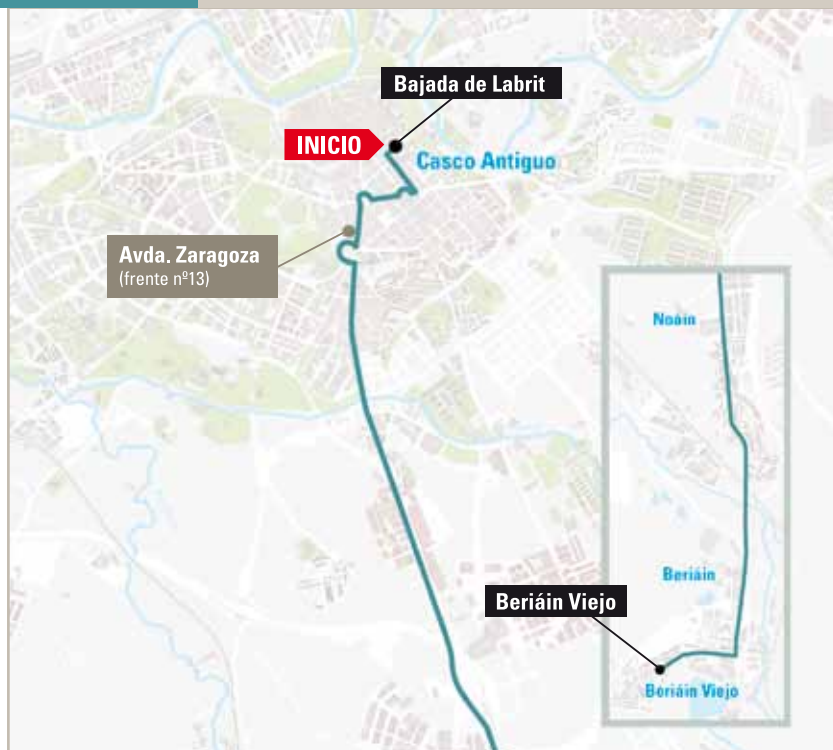 Bajada de Labrit
INICIO
Casco Antiguo
Avda. Zaragoza
(frente nº13)
Noáin
Beriáin
Beriáin Viejo
Beriáin Viejo